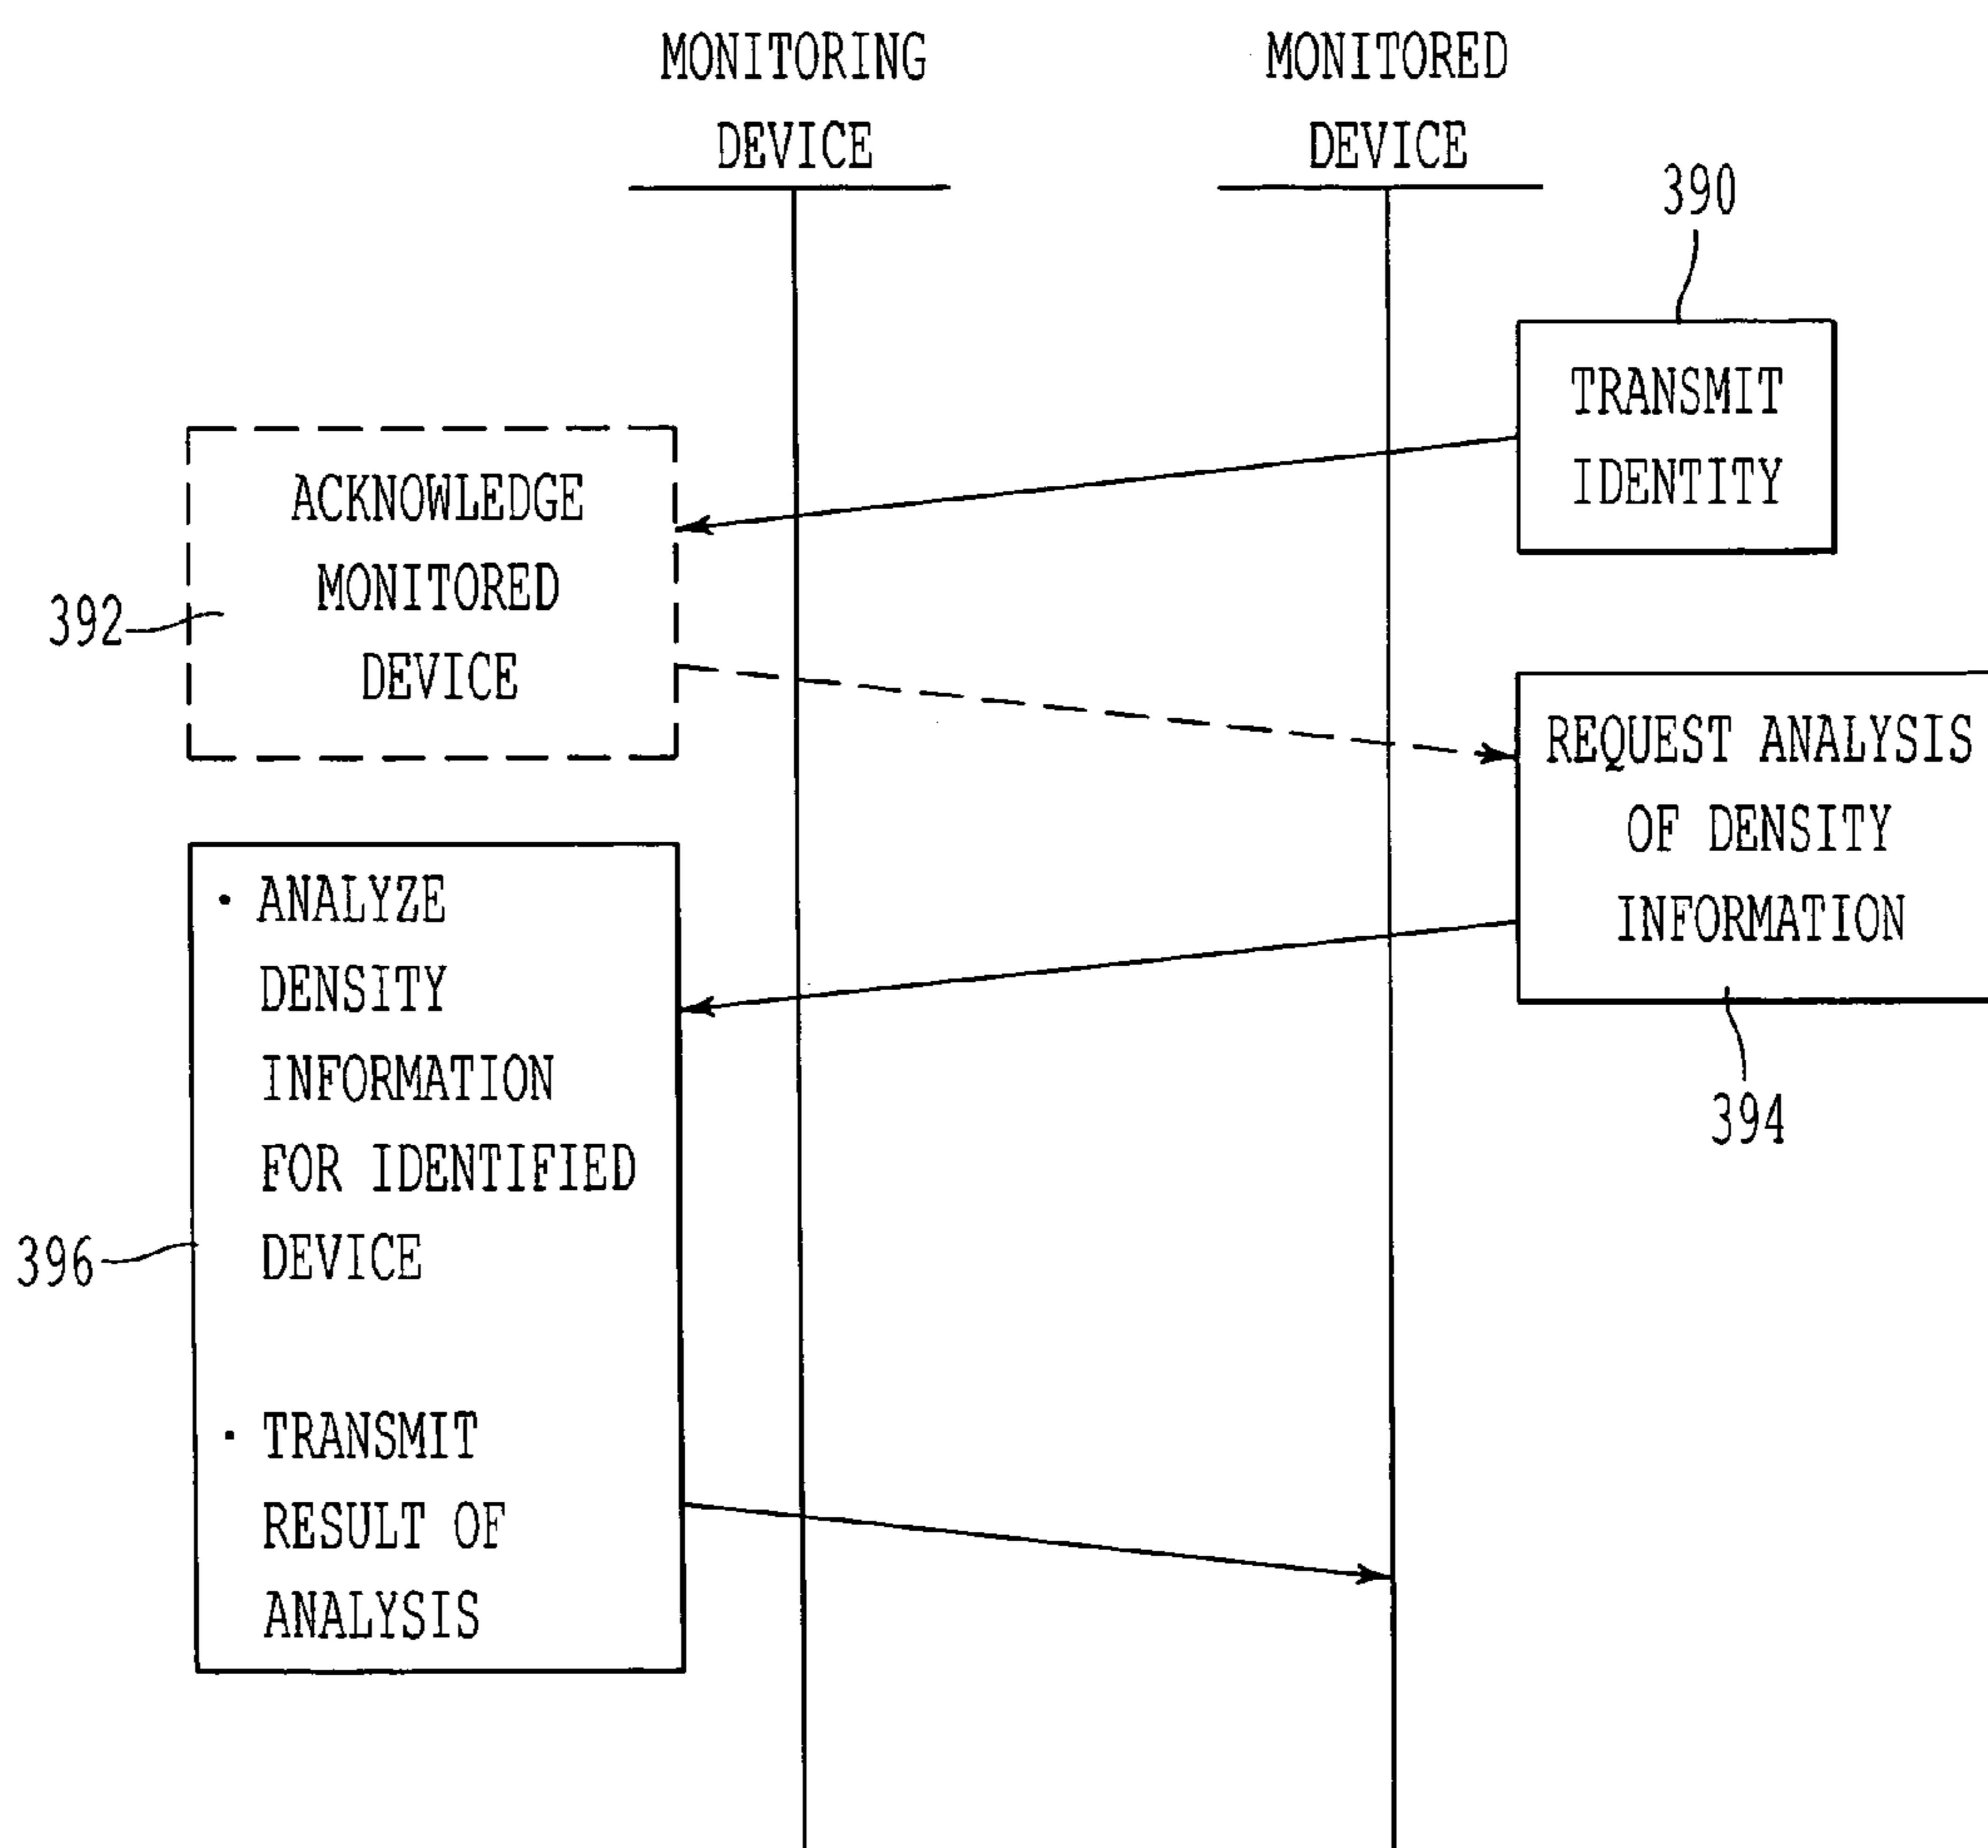 MONITORING
DEVICE
MONITORED
DEVICE
390
TRANSMIT
IDENTITY
ACKNOWLEDGE
MONITORED
DEVICE
392
REQUEST ANALYSIS
OF DENSITY
INFORMATION
394
· ANALYZE
DENSITY
INFORMATION
FOR IDENTIFIED
DEVICE
396
· TRANSMIT
RESULT OF
ANALYSIS